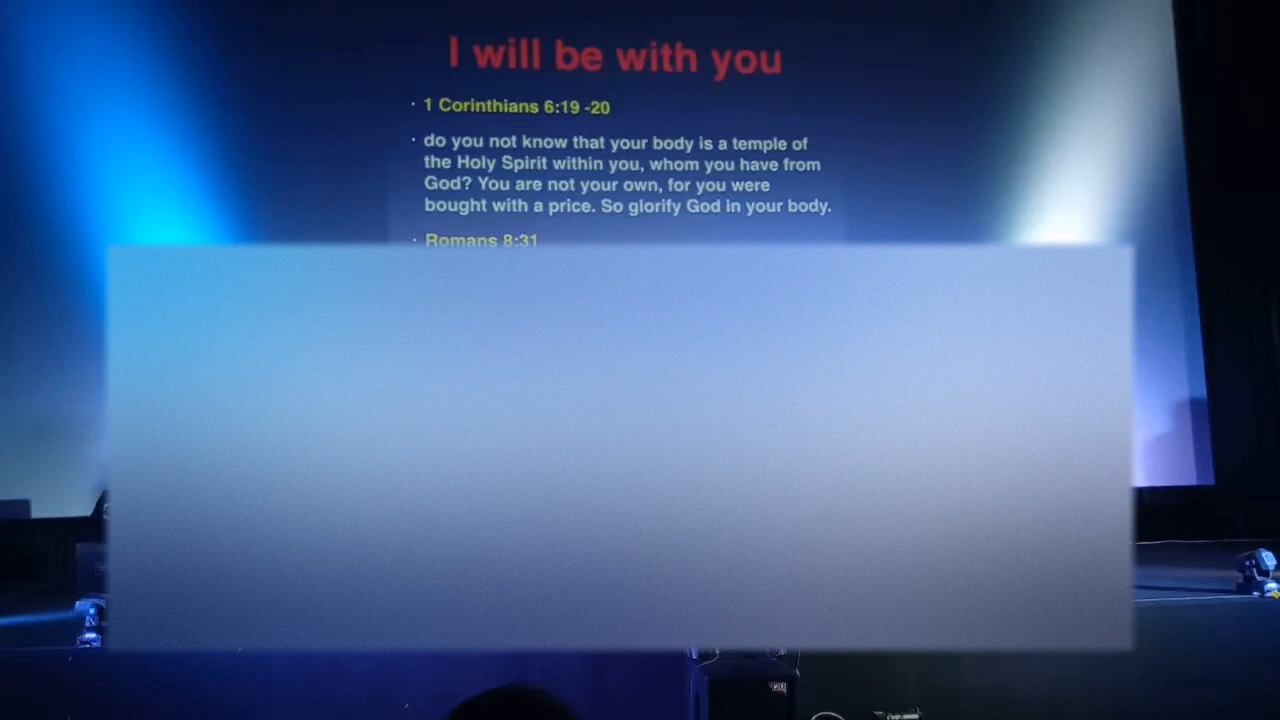 I will be with you
· 1 Corinthians 6:19 -20
· do you not know that your body is a temple of
the Holy Spirit within you, whom you have from
God? You are not your own, for you were
bought with a price. So glorify God in your body.
· Romans 8:31